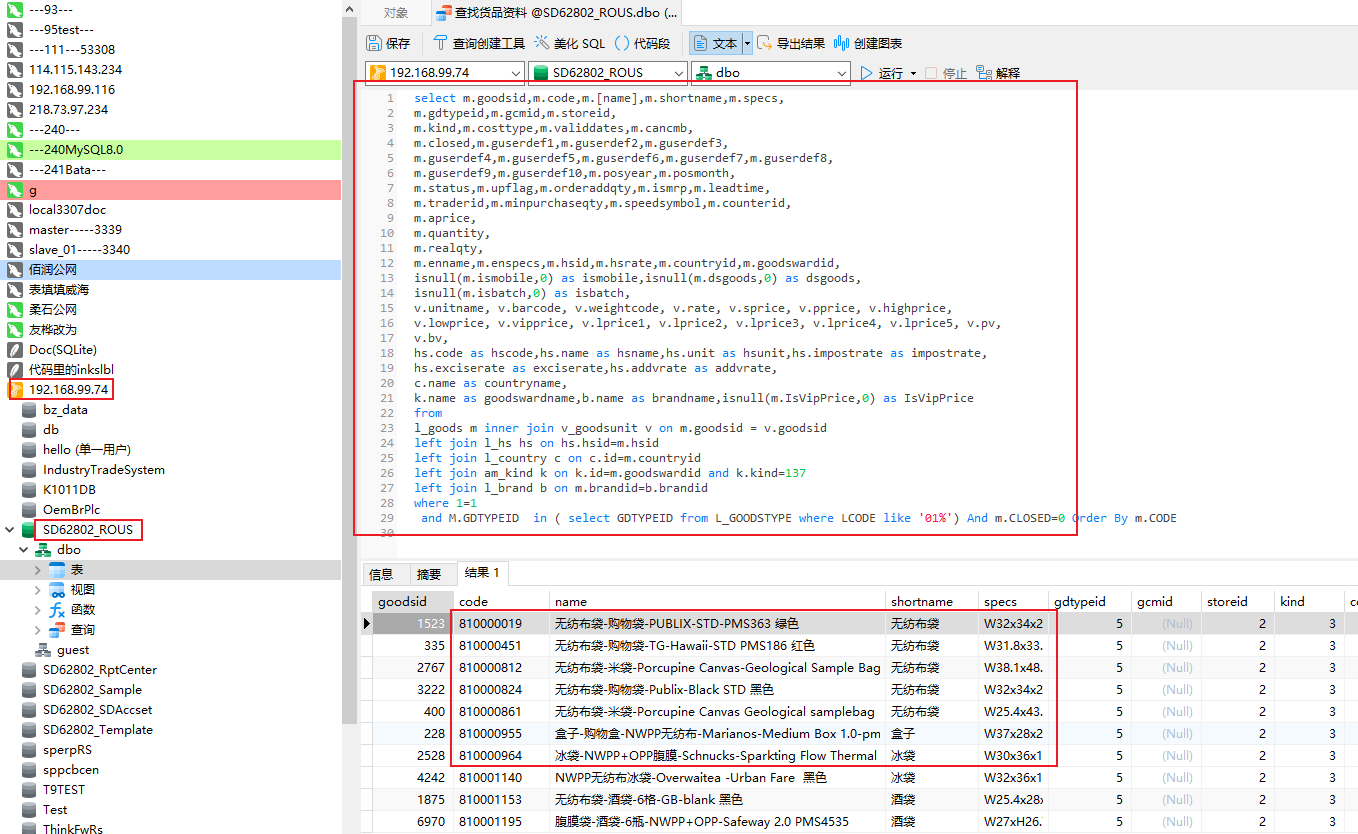 ---93---
---95test---
---111---53308
114.115.143.234
192.168.99.116
218.73.97.234
---240---
---240MySQL8.0
---241Bata---
g
local3307doc
master-----3339
slave_01-----3340
佰润公网
表填填威海
柔石公网
友桦改为
Doc(SQLite)
代码里的inkslbl
192.168.99.74
bz_data
db
hello (单一用户)
IndustryTradeSystem
K1011DB
OemBrPlc
SD62802_ROUS
dbo
表
视图
函数
查询
guest
SD62802_RptCenter
SD62802_Sample
SD62802_SDAccset
SD62802_Template
sperpRS
sppcbcen
T9TEST
Test
ThinkFwRs
对象 查找货品资料 @SD62802_ROUS.dbo (...
保存 查询创建工具 美化 SQL () 代码段 文本 导出结果 创建图表
192.168.99.74 SD62802_ROUS dbo 运行 停止 解释
1 select m.goodsid,m.code,m.[name],m.shortname,m.specs,
2 m.gdtypeid,m.gcmid,m.storeid,
3 m.kind,m.costtype,m.validdates,m.cancmb,
4 m.closed,m.guserdef1,m.guserdef2,m.guserdef3,
5 m.guserdef4,m.guserdef5,m.guserdef6,m.guserdef7,m.guserdef8,
6 m.guserdef9,m.guserdef10,m.posyear,m.posmonth,
7 m.status,m.upflag,m.orderaddqty,m.ismrp,m.leadtime,
8 m.traderid,m.minpurchaseqty,m.speedsymbol,m.counterid,
9 m.aprice,
10 m.quantity,
11 m.realqty,
12 m.enname,m.enspecs,m.hsid,m.hsrate,m.countryid,m.goodswardid,
13 isnull(m.ismobile,0) as ismobile,isnull(m.dsgoods,0) as dsgoods,
14 isnull(m.isbatch,0) as isbatch,
15 v.unitname, v.barcode, v.weightcode, v.rate, v.sprice, v.pprice, v.highprice,
16 v.lowprice, v.vipprice, v.lprice1, v.lprice2, v.lprice3, v.lprice4, v.lprice5, v.pv,
17 v.bv,
18 hs.code as hscode,hs.name as hsname,hs.unit as hsunit,hs.impostrate as impostrate,
19 hs.exciserate as exciserate,hs.addvrate as addvrate,
20 c.name as countryname,
21 k.name as goodswardname,b.name as brandname,isnull(m.IsVipPrice,0) as IsVipPrice
22 from
23 l_goods m inner join v_goodsunit v on m.goodsid = v.goodsid
24 left join l_hs hs on hs.hsid=m.hsid
25 left join l_country c on c.id=m.countryid
26 left join am_kind k on k.id=m.goodswardid and k.kind=137
27 left join l_brand b on m.brandid=b.brandid
28 where 1=1
29 and M.GDTYPEID in ( select GDTYPEID from L_GOODSTYPE where LCODE like '01%') And m.CLOSED=0 Order By m.CODE
30
信息 摘要 结果 1
goodsid code name shortname specs gdtypeid gcmid storeid kind
1523 810000019 无纺布袋-购物袋-PUBLIX-STD-PMS363 绿色 无纺布袋 W32x34x2 5 (Null) 2 3
335 810000451 无纺布袋-购物袋-TG-Hawaii-STD PMS186 红色 无纺布袋 W31.8x33. 5 (Null) 2 3
2767 810000812 无纺布袋-米袋-Porcupine Canvas-Geological Sample Bag 无纺布袋 W38.1x48. 5 (Null) 2 3
3222 810000824 无纺布袋-购物袋-Publix-Black STD 黑色 无纺布袋 W32x34x2 5 (Null) 2 3
400 810000861 无纺布袋-米袋-Porcupine Canvas Geological samplebag 无纺布袋 W25.4x43. 5 (Null) 2 3
228 810000955 盒子-购物盒-NWPP无纺布-Marianos-Medium Box 1.0-pm 盒子 W37x28x2 5 (Null) 2 3
2528 810000964 冰袋-NWPP+OPP腹膜-Schnucks-Sparkting Flow Thermal 冰袋 W30x36x1 5 (Null) 2 3
4242 810001140 NWPP无纺布冰袋-Overwaitea -Urban Fare 黑色 冰袋 W32x36x1 5 (Null) 2 3
1875 810001153 无纺布袋-酒袋-6格-GB-blank 黑色 酒袋 W25.4x28x 5 (Null) 2 3
6970 810001195 腹膜袋-酒袋-6瓶-NWPP+OPP-Safeway 2.0 PMS4535 酒袋 W27xH26. 5 (Null) 2 3